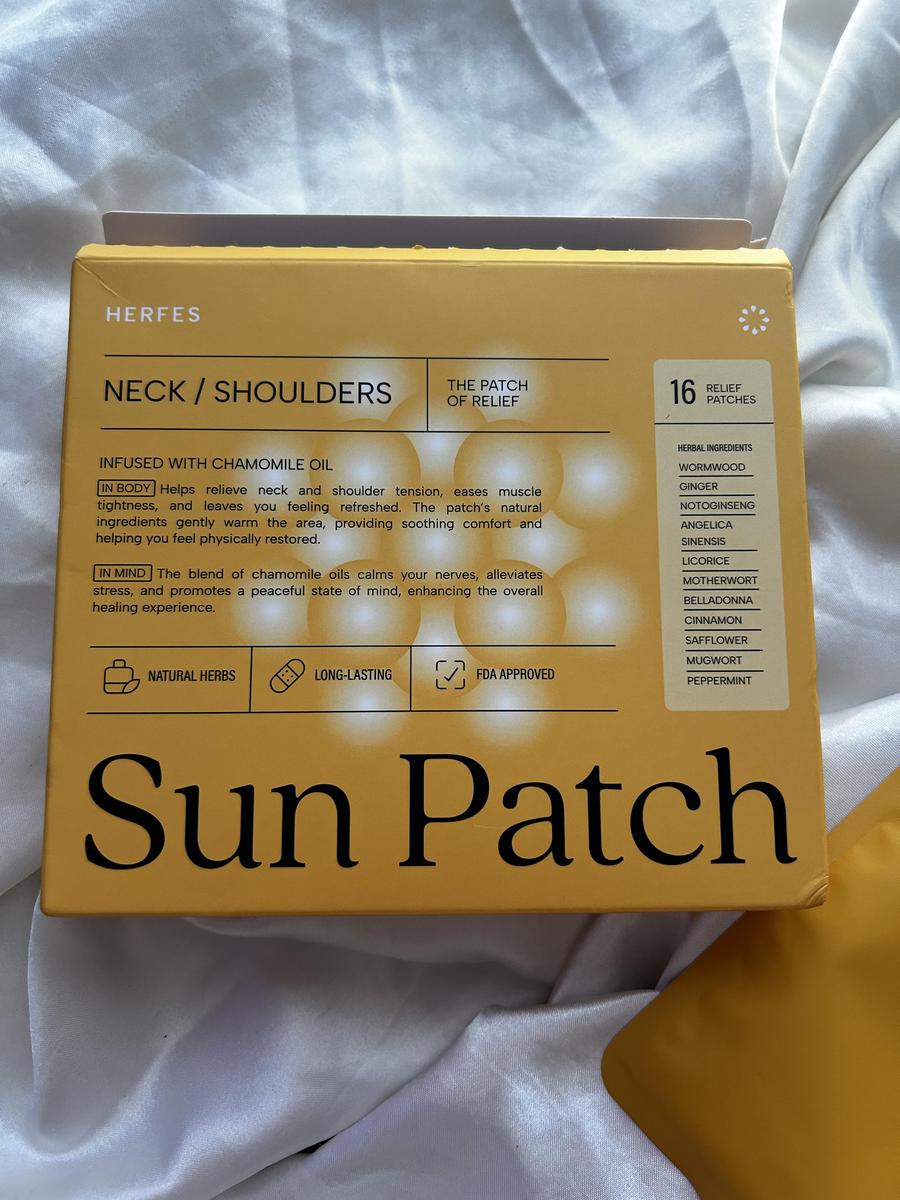 HERFES
NECK / SHOULDERS
THE PATCH
OF RELIEF
INFUSED WITH CHAMOMILE OIL
IN BODY Helps relieve neck and shoulder tension, eases muscle
tightness, and leaves you feeling refreshed. The patch's natural
ingredients gently warm the area, providing soothing comfort and
helping you feel physically restored.
IN MIND The blend of chamomile oils calms your nerves, alleviates
stress, and promotes a peaceful state of mind, enhancing the overall
healing experience.
NATURAL HERBS
LONG-LASTING
FDA APPROVED
16 RELIEF
PATCHES
HERBAL INGREDIENTS
WORMWOOD
GINGER
NOTOGINSENG
ANGELICA
SINENSIS
LICORICE
MOTHERWORT
BELLADONNA
CINNAMON
SAFFLOWER
MUGWORT
PEPPERMINT
Sun Patch